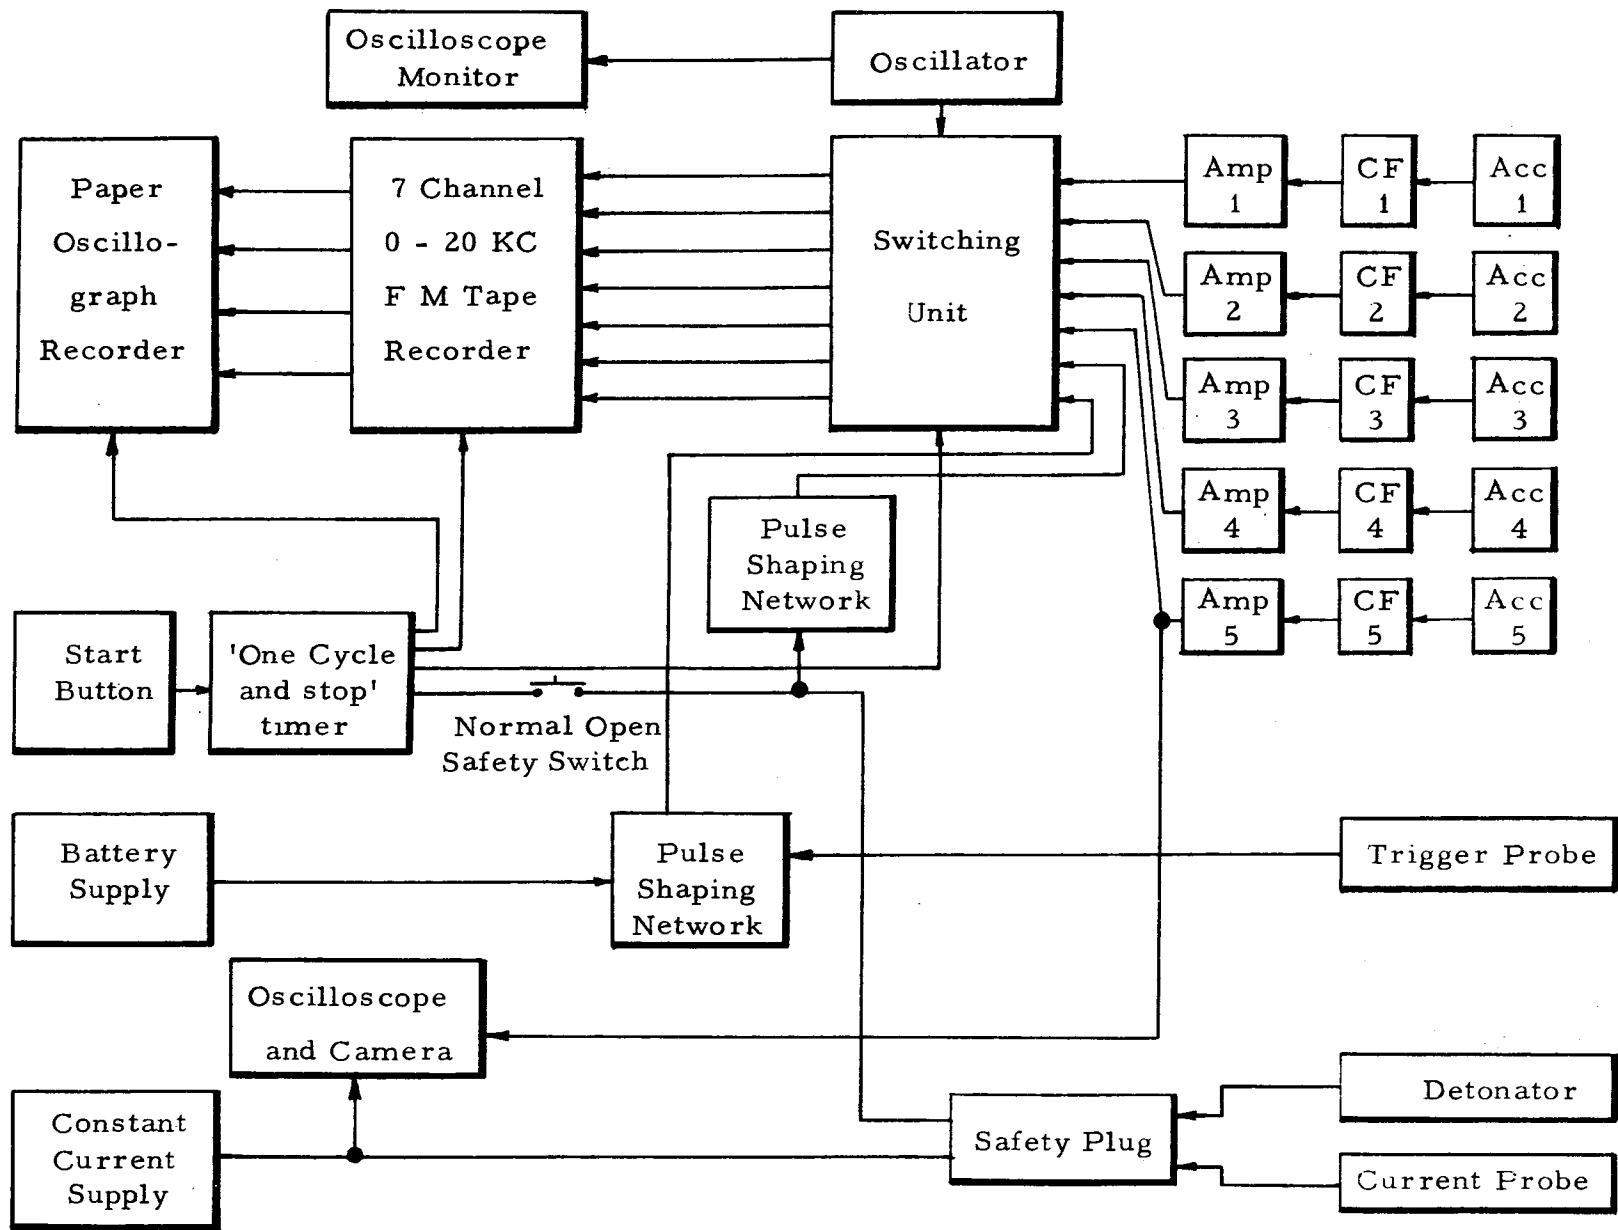 Oscilloscope
Monitor
Oscillator
Paper
Oscillo-
graph
Recorder
7 Channel
0 - 20 KC
F M Tape
Recorder
Switching
Unit
Amp
1
CF
1
Acc
1
Amp
2
CF
2
Acc
2
Amp
3
CF
3
Acc
3
Amp
4
CF
4
Acc
4
Amp
5
CF
5
Acc
5
Pulse
Shaping
Network
Start
Button
'One Cycle
and stop'
timer
Normal Open
Safety Switch
Battery
Supply
Pulse
Shaping
Network
Trigger Probe
Oscilloscope
and Camera
Constant
Current
Supply
Safety Plug
Detonator
Current Probe